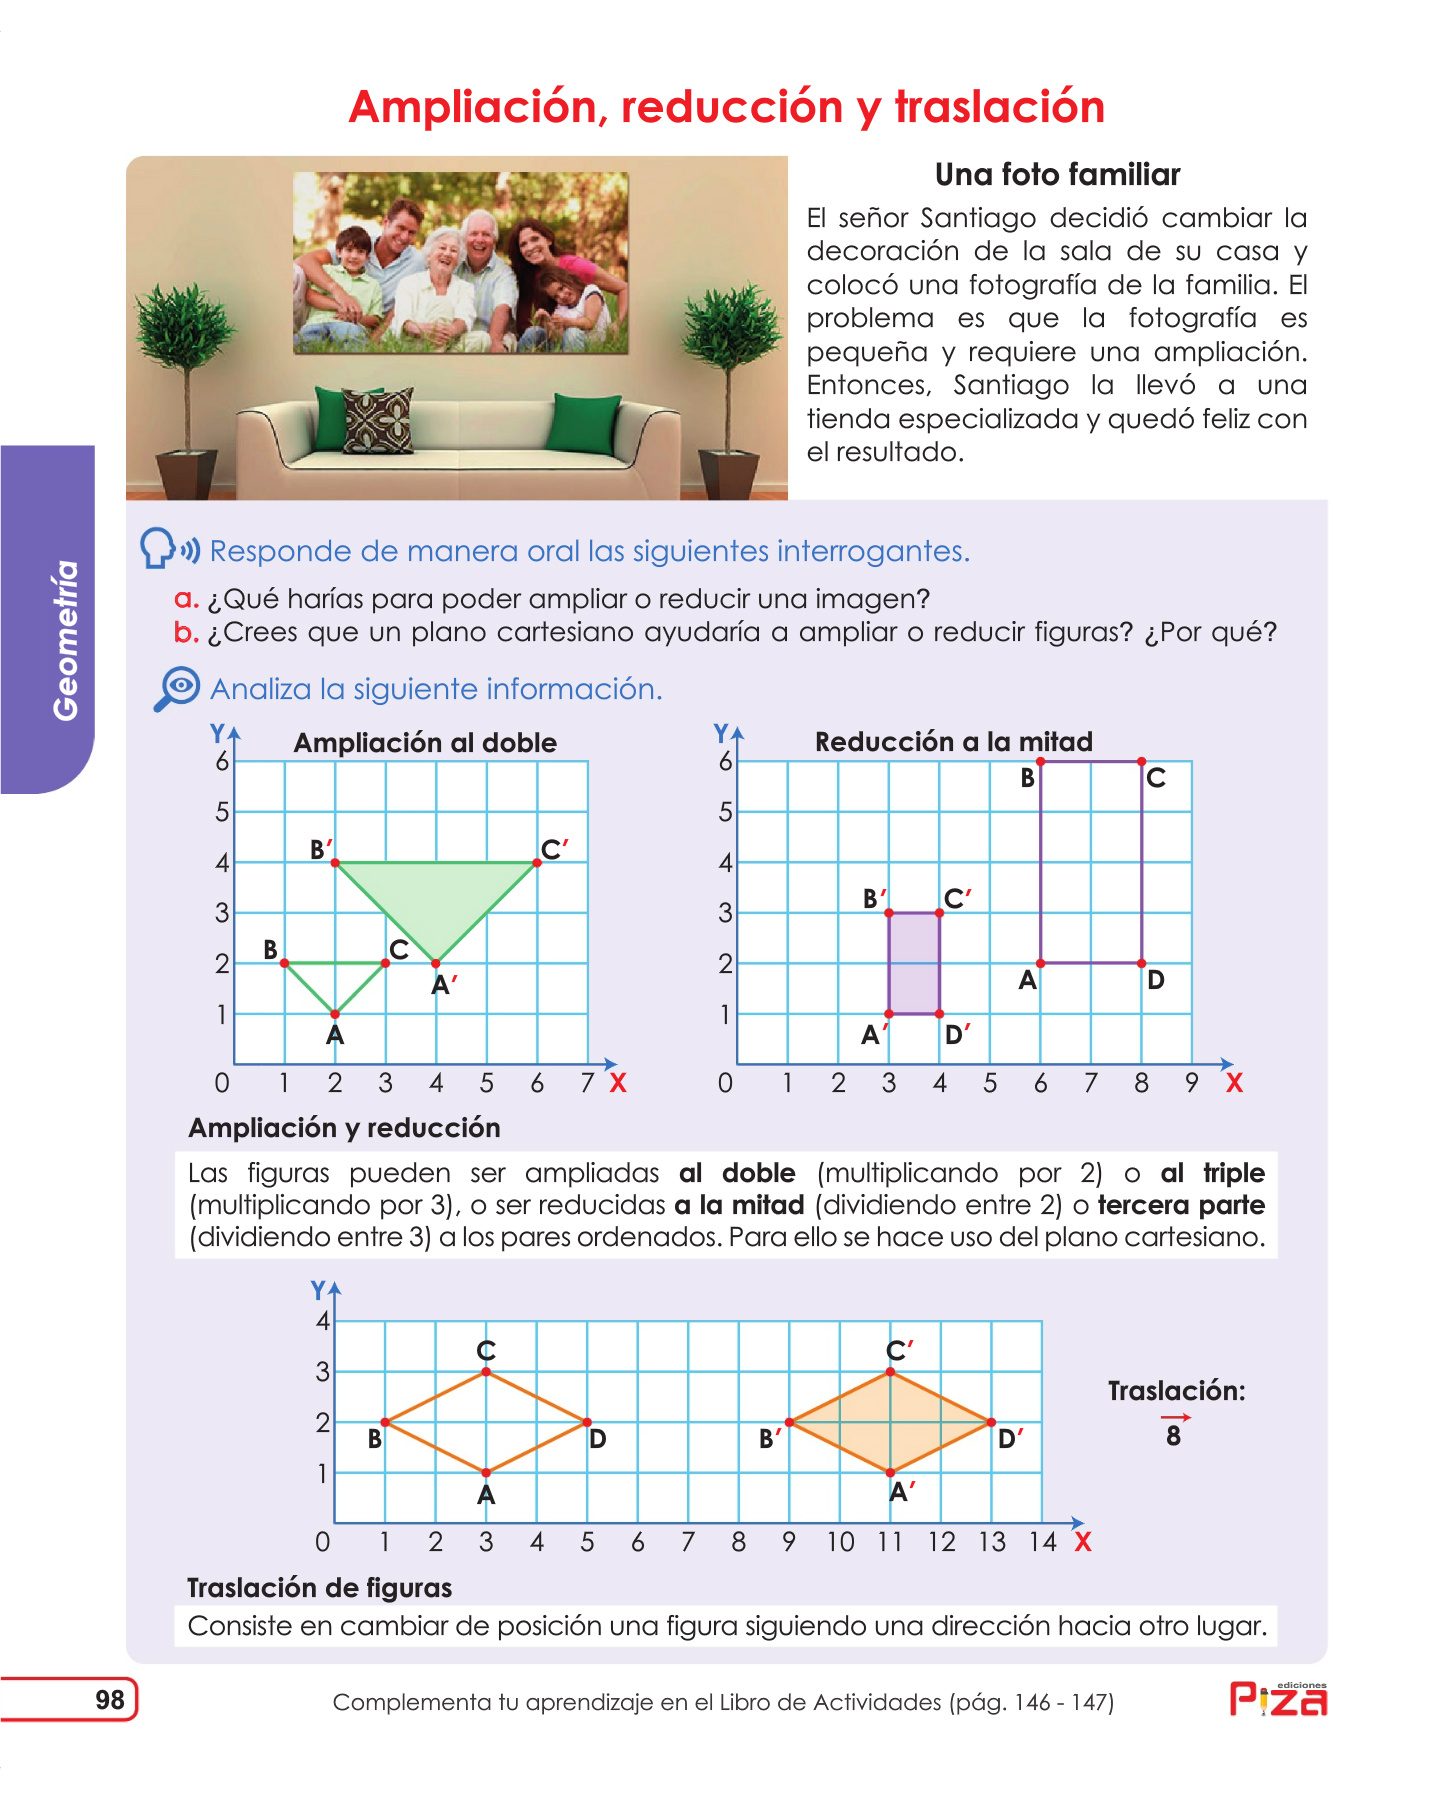 Ampliación, reducción y traslación
Una foto familiar
El señor Santiago decidió cambiar la
decoración de la sala de su casa y
colocó una fotografía de la familia. El
problema es que la fotografía es
pequeña y requiere una ampliación.
Entonces, Santiago la llevó a una
tienda especializada y quedó feliz con
el resultado.
Geometría
Responde de manera oral las siguientes interrogantes.
a. ¿Qué harías para poder ampliar o reducir una imagen?
b. ¿Crees que un plano cartesiano ayudaría a ampliar o reducir figuras? ¿Por qué?
Analiza la siguiente información.
Ampliación al doble
Y
6
5
4
3
2
1
0 1 2 3 4 5 6 7 X
B′ C′
B C
A′
A
Reducción a la mitad
Y
6
5
4
3
2
1
0 1 2 3 4 5 6 7 8 9 X
B C
B′ C′
A D
A′ D′
Ampliación y reducción
Las figuras pueden ser ampliadas al doble (multiplicando por 2) o al triple
(multiplicando por 3), o ser reducidas a la mitad (dividiendo entre 2) o tercera parte
(dividiendo entre 3) a los pares ordenados. Para ello se hace uso del plano cartesiano.
Y
4
3
2
1
0 1 2 3 4 5 6 7 8 9 10 11 12 13 14 X
C C′
B D B′ D′
A A′
Traslación:
8
Traslación de figuras
Consiste en cambiar de posición una figura siguiendo una dirección hacia otro lugar.
98
Complementa tu aprendizaje en el Libro de Actividades (pág. 146 - 147)
ediciones
Piza